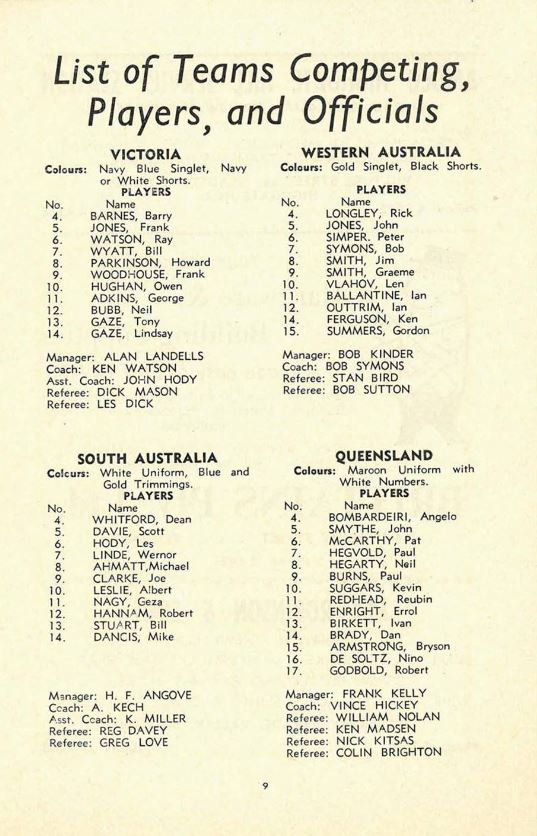 List of Teams Competing,
Players, and Officials
VICTORIA
Colours: Navy Blue Singlet, Navy
or White Shorts.
PLAYERS
No. Name
4. BARNES, Barry
5. JONES, Frank
6. WATSON, Ray
7. WYATT, Bill
8. PARKINSON, Howard
9. WOODHOUSE, Frank
10. HUGHAN, Owen
11. ADKINS, George
12. BUBB, Neil
13. GAZE, Tony
14. GAZE, Lindsay
Manager: ALAN LANDELLS
Coach: KEN WATSON
Asst. Coach: JOHN HODY
Referee: DICK MASON
Referee: LES DICK
WESTERN AUSTRALIA
Colours: Gold Singlet, Black Shorts.
PLAYERS
No. Name
4. LONGLEY, Rick
5. JONES, John
6. SIMPER. Peter
7. SYMONS, Bob
8. SMITH, Jim
9. SMITH, Graeme
10. VLAHOV, Len
11. BALLANTINE, Ian
12. OUTTRIM, Ian
14. FERGUSON, Ken
15. SUMMERS, Gordon
Manager: BOB KINDER
Coach: BOB SYMONS
Referee: STAN BIRD
Referee: BOB SUTTON
SOUTH AUSTRALIA
Colours: White Uniform, Blue and
Gold Trimmings.
PLAYERS
No. Name
4. WHITFORD, Dean
5. DAVIE, Scott
6. HODY, Les
7. LINDE, Wernor
8. AHMATT,Michael
9. CLARKE, Joe
10. LESLIE, Albert
11. NAGY, Geza
12. HANNAM, Robert
13. STUART, Bill
14. DANCIS, Mike
Manager: H. F. ANGOVE
Coach: A. KECH
Asst. Coach: K. MILLER
Referee: REG DAVEY
Referee: GREG LOVE
QUEENSLAND
Colours: Maroon Uniform with
White Numbers.
PLAYERS
No. Name
4. BOMBARDEIRI, Angelo
5. SMYTHE, John
6. McCARTHY, Pat
7. HEGVOLD, Paul
8. HEGARTY, Neil
9. BURNS, Paul
10. SUGGARS, Kevin
11. REDHEAD, Reubin
12. ENRIGHT, Errol
13. BIRKETT, Ivan
14. BRADY, Dan
15. ARMSTRONG, Bryson
16. DE SOLTZ, Nino
17. GODBOLD, Robert
Manager: FRANK KELLY
Coach: VINCE HICKEY
Referee: WILLIAM NOLAN
Referee: KEN MADSEN
Referee: NICK KITSAS
Referee: COLIN BRIGHTON
9